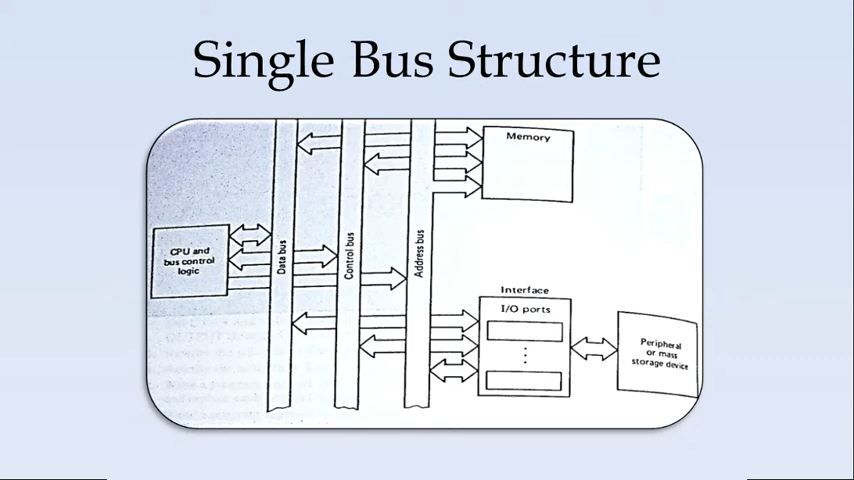 Single Bus Structure
Memory
CPU and
bus control
logic
Data bus
Control bus
Address bus
Interface
I/O ports
Peripheral
or mass
storage device